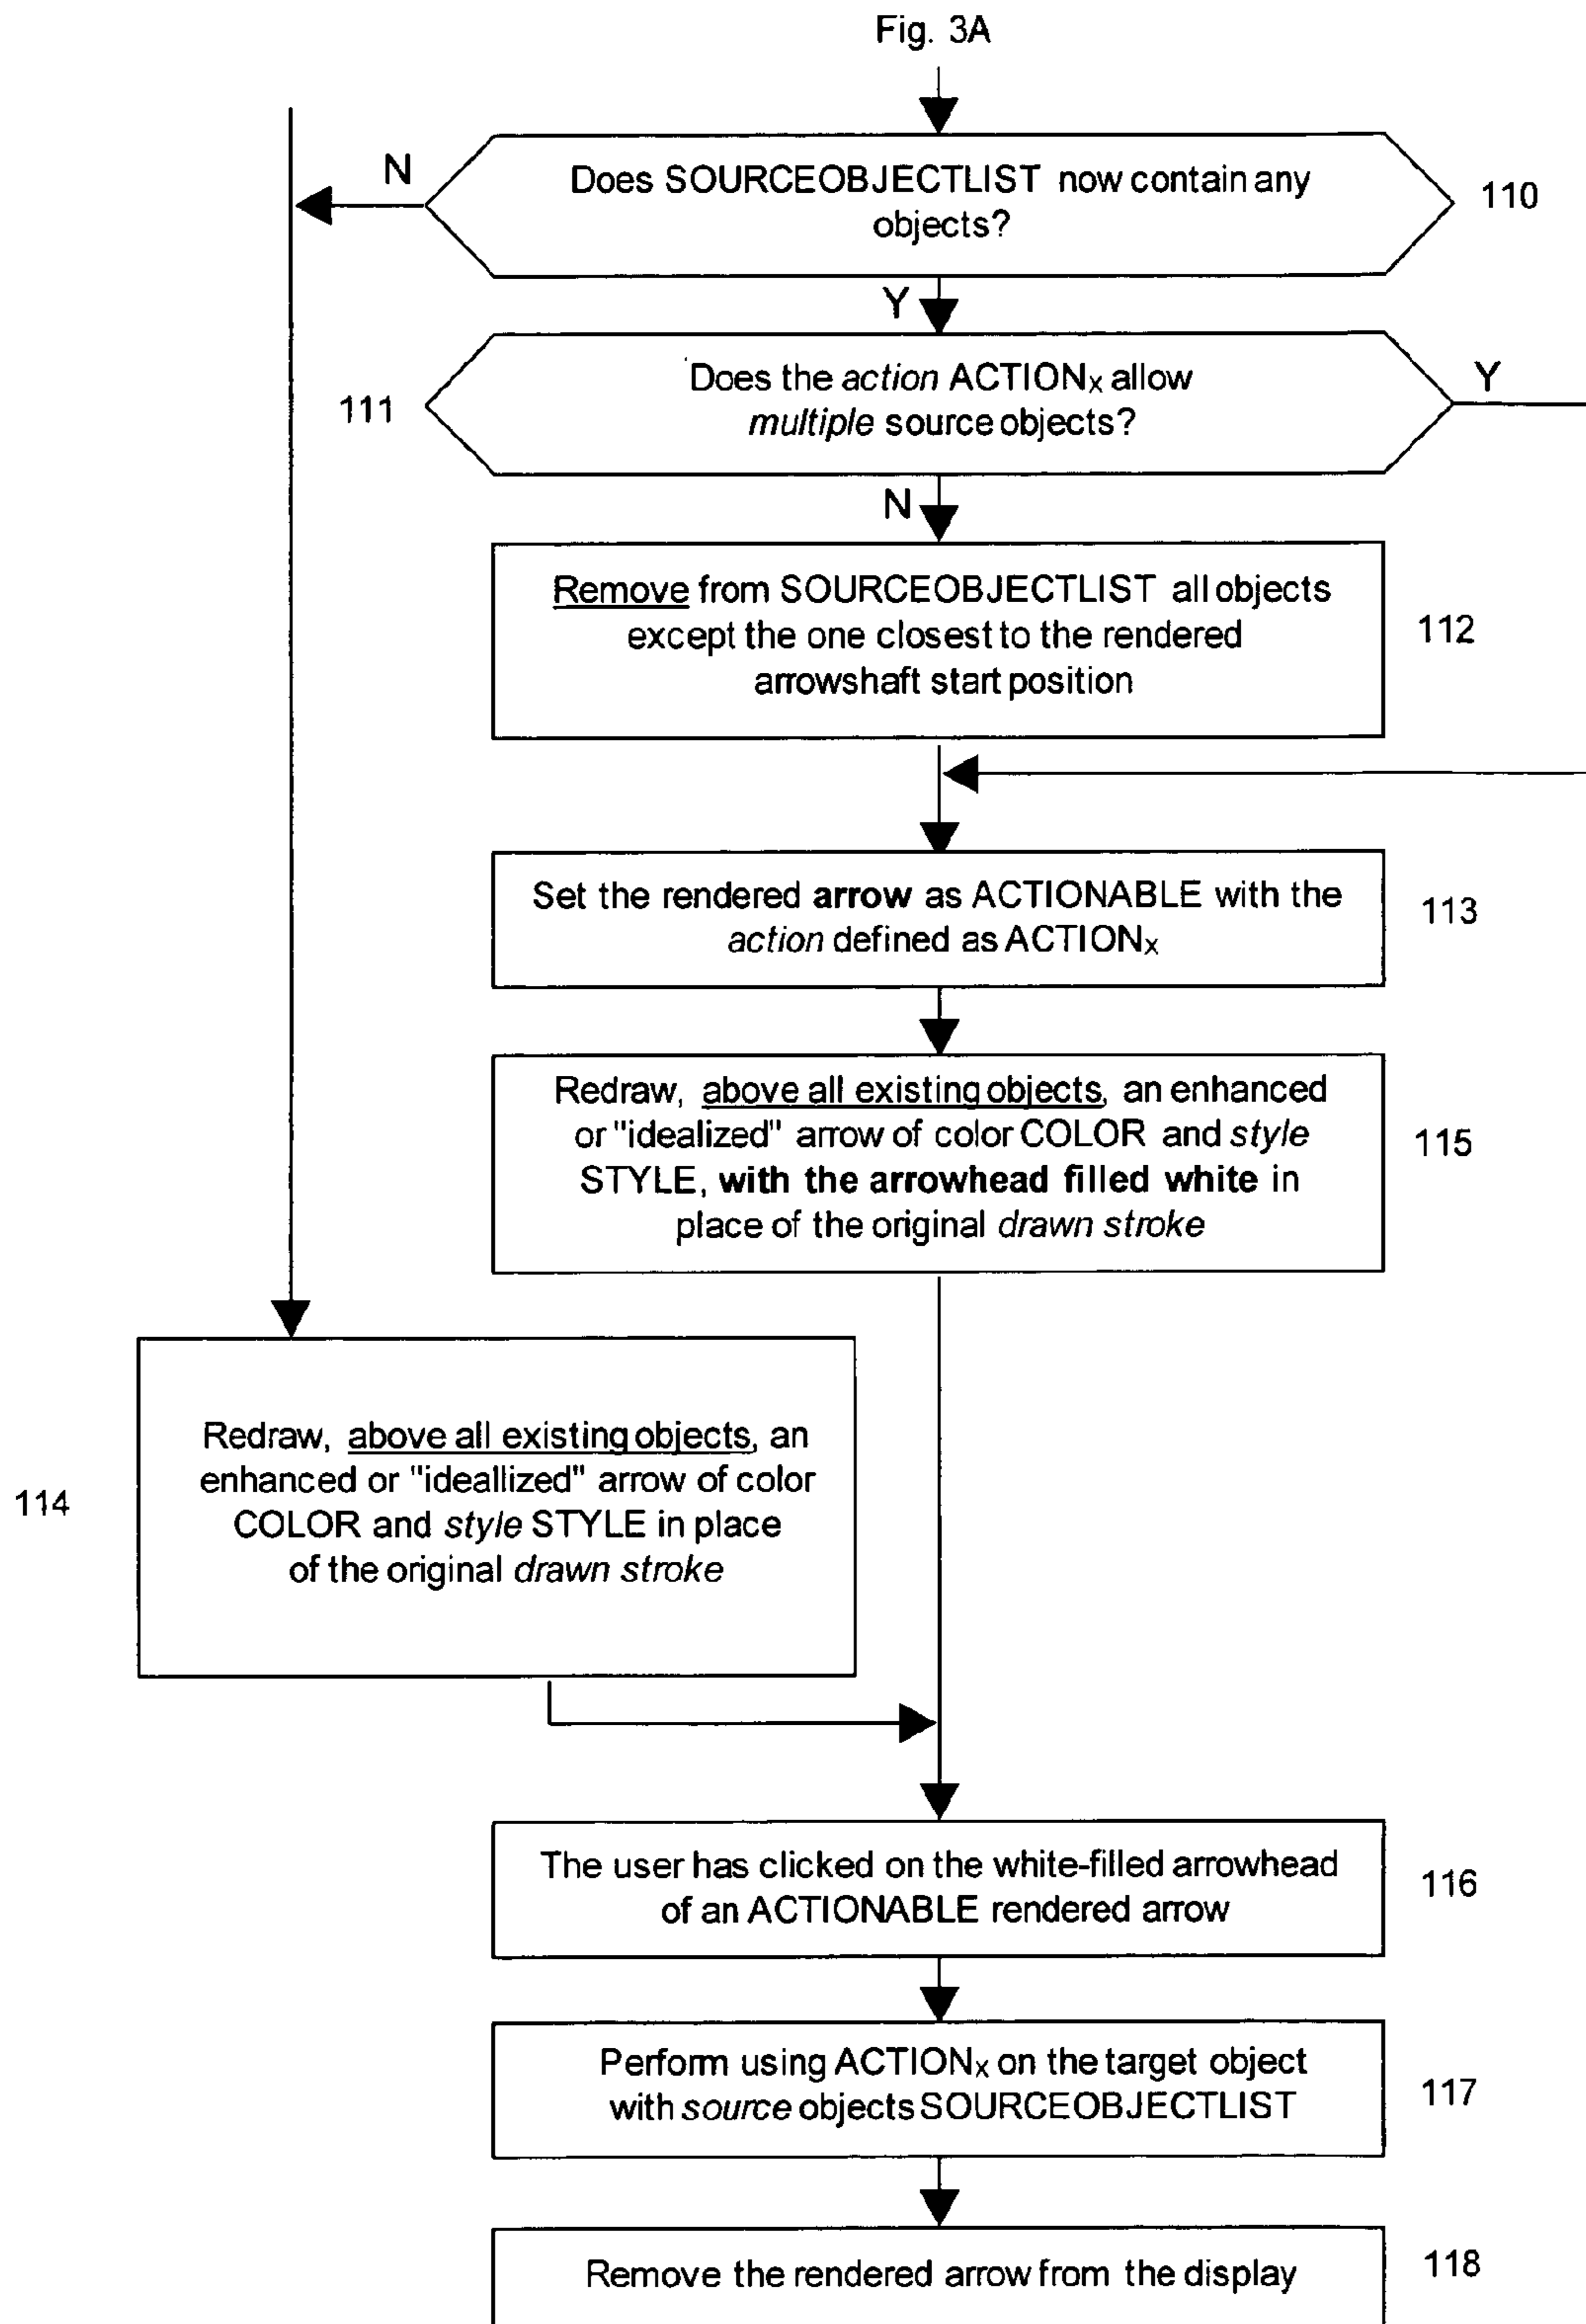 Fig. 3A
N
Does SOURCEOBJECTLIST now contain any
objects?
110
Y
111
Does the action ACTIONX allow
multiple source objects?
Y
N
Remove from SOURCEOBJECTLIST all objects
except the one closest to the rendered
arrowshaft start position
112
Set the rendered arrow as ACTIONABLE with the
action defined as ACTIONX
113
Redraw, above all existing objects, an enhanced
or "idealized" arrow of color COLOR and style
STYLE, with the arrowhead filled white in
place of the original drawn stroke
115
114
Redraw, above all existing objects, an
enhanced or "ideallized" arrow of color
COLOR and style STYLE in place
of the original drawn stroke
The user has clicked on the white-filled arrowhead
of an ACTIONABLE rendered arrow
116
Perform using ACTIONX on the target object
with source objects SOURCEOBJECTLIST
117
Remove the rendered arrow from the display
118